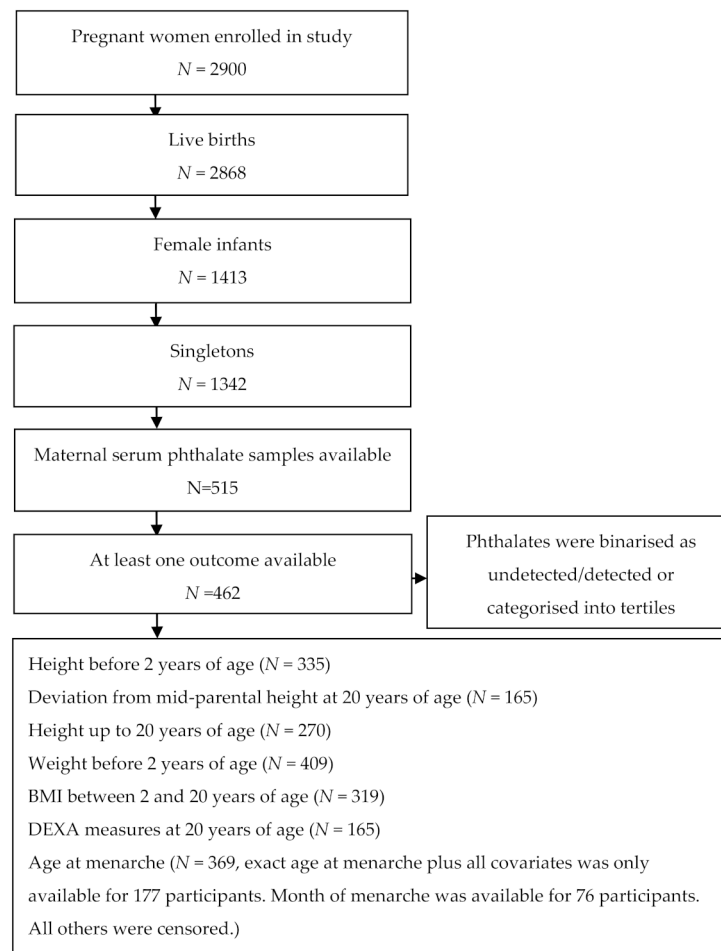 Pregnant women enrolled in study
N = 2900
Live births
N = 2868
Female infants
N = 1413
Singletons
N = 1342
Maternal serum phthalate samples available
N=515
At least one outcome available
N =462
Phthalates were binarised as
undetected/detected or
categorised into tertiles
Height before 2 years of age (N = 335)
Deviation from mid-parental height at 20 years of age (N = 165)
Height up to 20 years of age (N = 270)
Weight before 2 years of age (N = 409)
BMI between 2 and 20 years of age (N = 319)
DEXA measures at 20 years of age (N = 165)
Age at menarche (N = 369, exact age at menarche plus all covariates was only
available for 177 participants. Month of menarche was available for 76 participants.
All others were censored.)